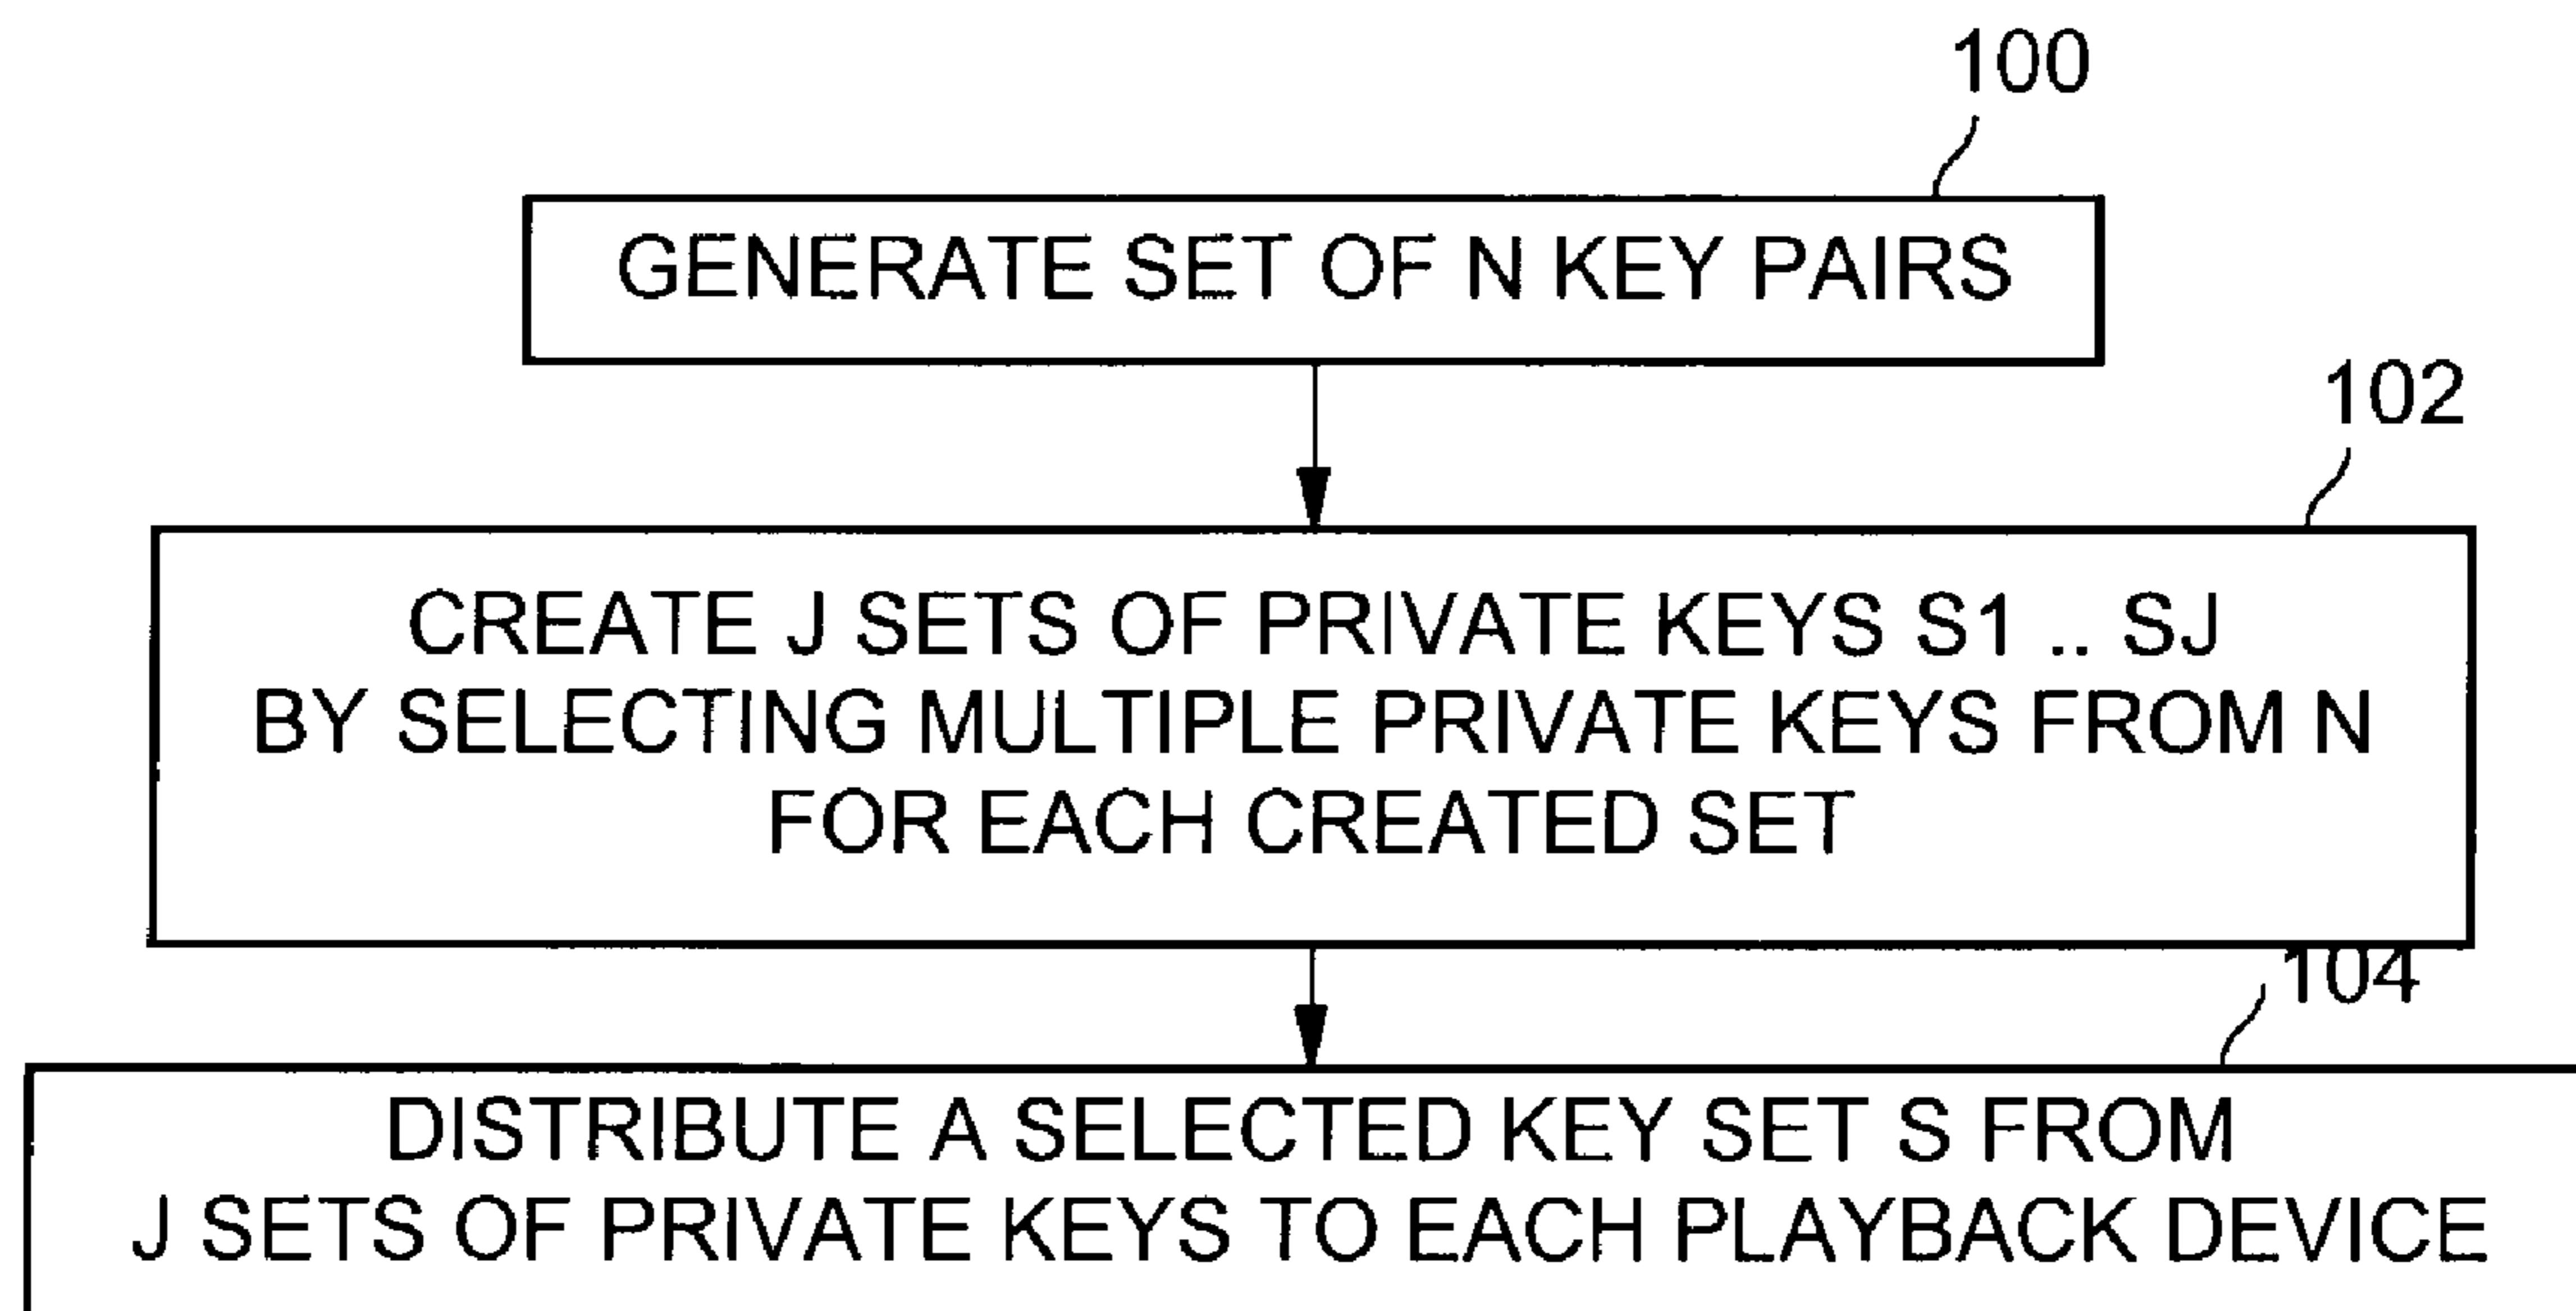 100
GENERATE SET OF N KEY PAIRS
102
CREATE J SETS OF PRIVATE KEYS S1 .. SJ
BY SELECTING MULTIPLE PRIVATE KEYS FROM N
FOR EACH CREATED SET
104
DISTRIBUTE A SELECTED KEY SET S FROM
J SETS OF PRIVATE KEYS TO EACH PLAYBACK DEVICE